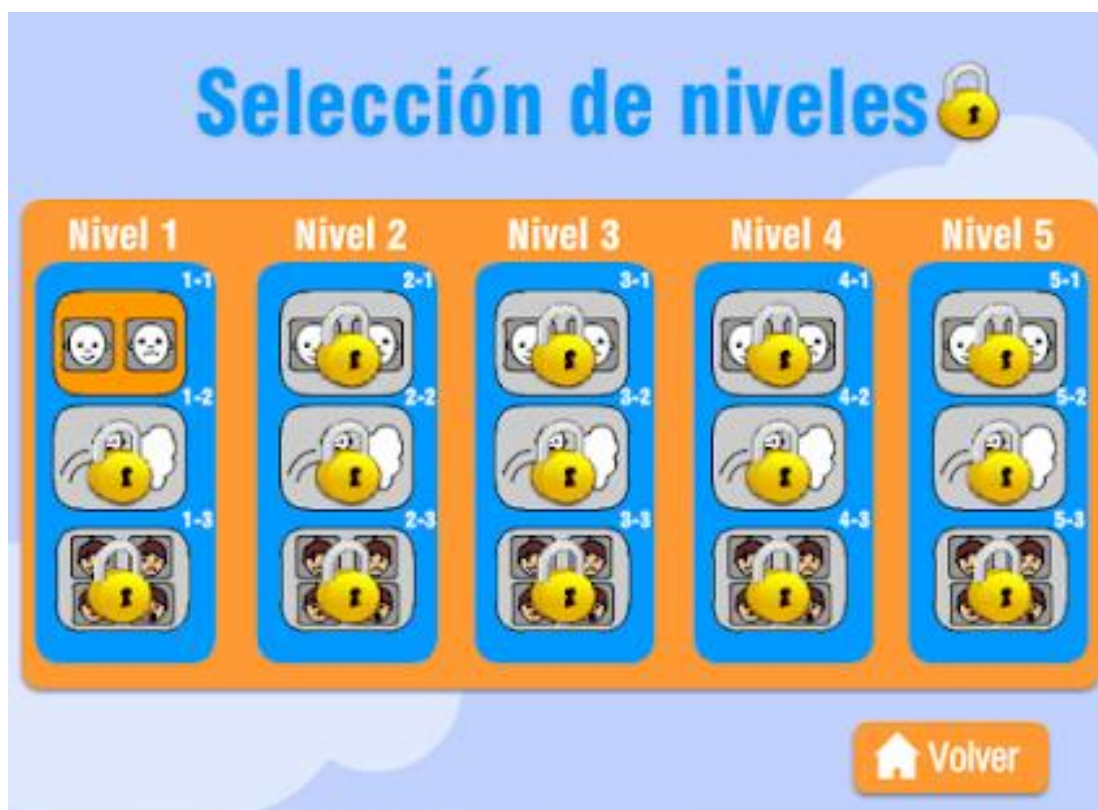 Selección de niveles
Nivel 1 Nivel 2 Nivel 3 Nivel 4 Nivel 5
1-1 2-1 3-1 4-1 5-1
1-2 2-2 3-2 4-2 5-2
1-3 2-3 3-3 4-3 5-3
Volver